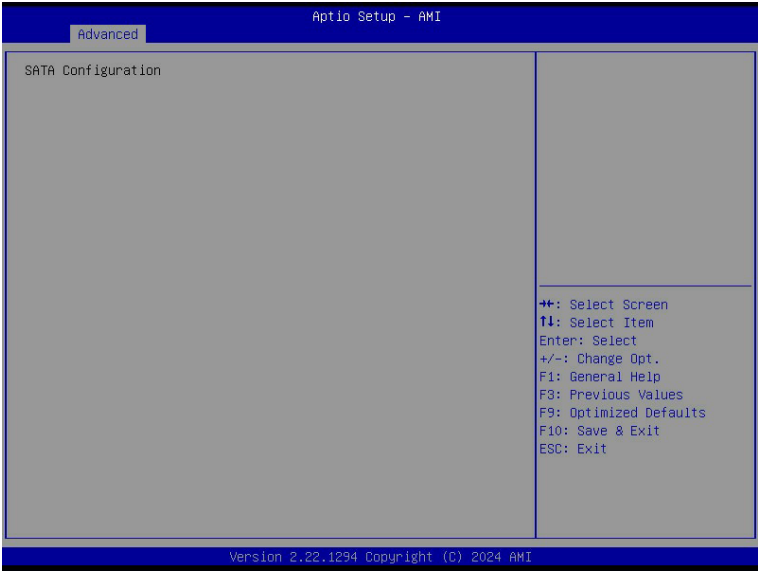 Aptio Setup – AMI
Advanced
SATA Configuration
→←: Select Screen
↑↓: Select Item
Enter: Select
+/-: Change Opt.
F1: General Help
F3: Previous Values
F9: Optimized Defaults
F10: Save & Exit
ESC: Exit
Version 2.22.1294 Copyright (C) 2024 AMI